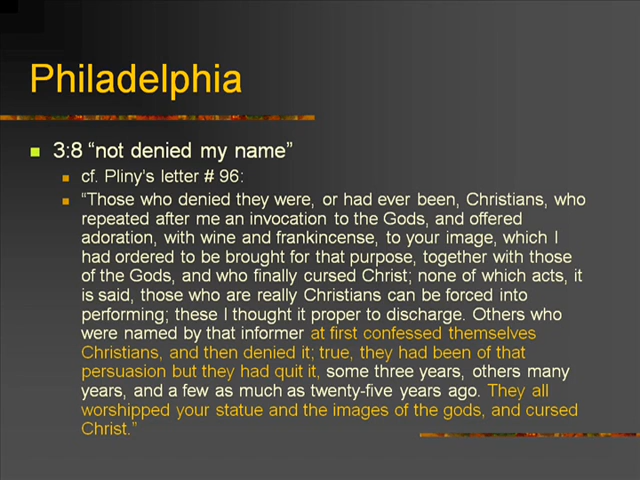 Philadelphia
3:8 “not denied my name”
cf. Pliny’s letter # 96:
“Those who denied they were, or had ever been, Christians, who
repeated after me an invocation to the Gods, and offered
adoration, with wine and frankincense, to your image, which I
had ordered to be brought for that purpose, together with those
of the Gods, and who finally cursed Christ; none of which acts, it
is said, those who are really Christians can be forced into
performing; these I thought it proper to discharge. Others who
were named by that informer at first confessed themselves
Christians, and then denied it; true, they had been of that
persuasion but they had quit it, some three years, others many
years, and a few as much as twenty-five years ago. They all
worshipped your statue and the images of the gods, and cursed
Christ.”